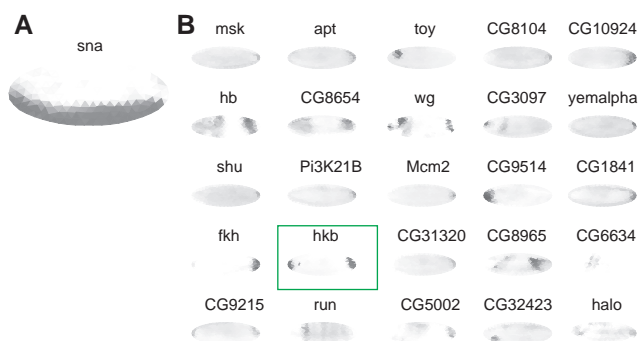 A
B
sna
msk apt toy CG8104 CG10924
hb CG8654 wg CG3097 yemalpha
shu Pi3K21B Mcm2 CG9514 CG1841
fkh hkb CG31320 CG8965 CG6634
CG9215 run CG5002 CG32423 halo